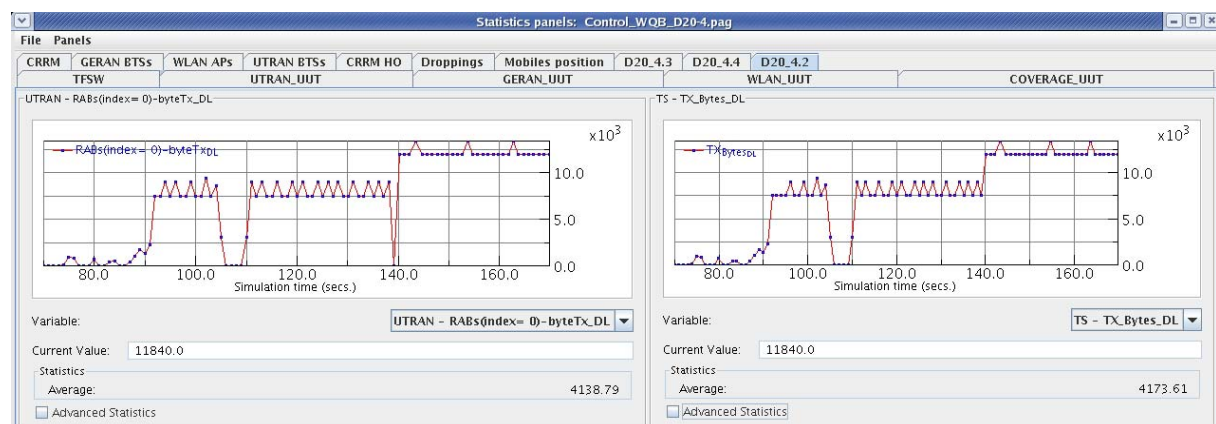 Statistics panels: Control_WQB_D20-4.pag
File Panels
CRRM GERAN BTSs WLAN APs UTRAN BTSs CRRM HO Droppings Mobiles position D20_4.3 D20_4.4 D20_4.2
TFSW UTRAN_UUT GERAN_UUT WLAN_UUT COVERAGE_UUT
UTRAN - RABs(index= 0)-byteTx_DL
x10³
RABs(index= 0)-byteTxDL
10.0
5.0
0.0
80.0 100.0 120.0 140.0 160.0
Simulation time (secs.)
Variable: UTRAN - RABs(index= 0)-byteTx_DL
Current Value: 11840.0
Statistics
Average: 4138.79
Advanced Statistics
TS - TX_Bytes_DL
x10³
TXBytesDL
10.0
5.0
0.0
80.0 100.0 120.0 140.0 160.0
Simulation time (secs.)
Variable: TS - TX_Bytes_DL
Current Value: 11840.0
Statistics
Average: 4173.61
Advanced Statistics